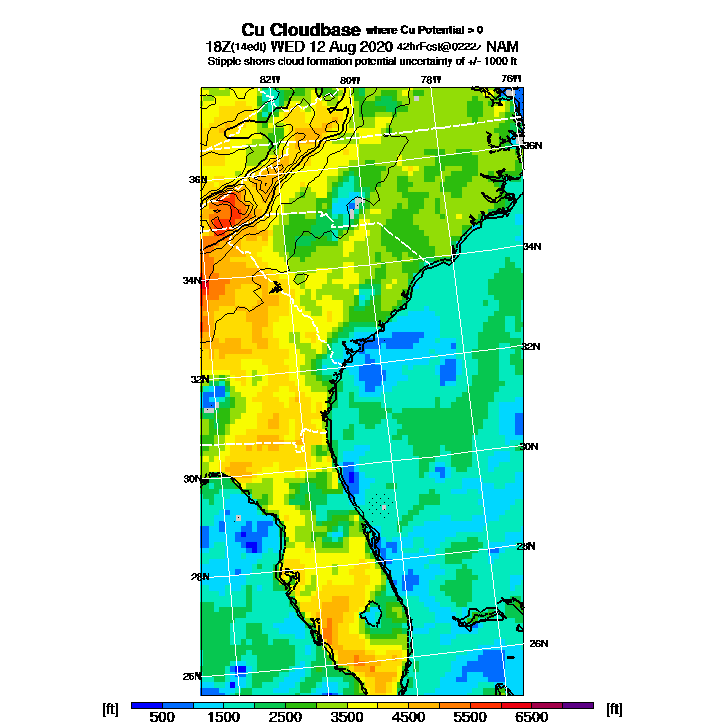 Cu Cloudbase where Cu Potential > 0
18Z(14edt) WED 12 Aug 2020 42hrFcst@0222z NAM
Stipple shows cloud formation potential uncertainty of +/- 1000 ft
82W 80W 78W 76W
36N
36N
34N
34N
32N
32N
30N
30N
28N
28N
26N
26N
[ft] [ft]
500 1500 2500 3500 4500 5500 6500